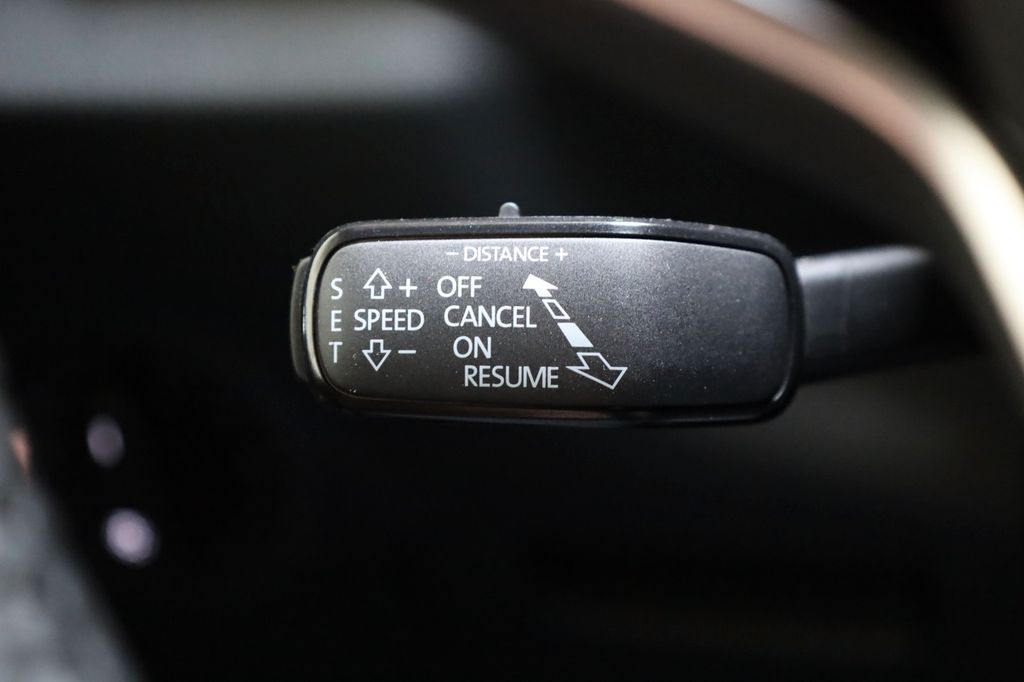 - DISTANCE +
S + OFF
E SPEED CANCEL
T - ON
RESUME